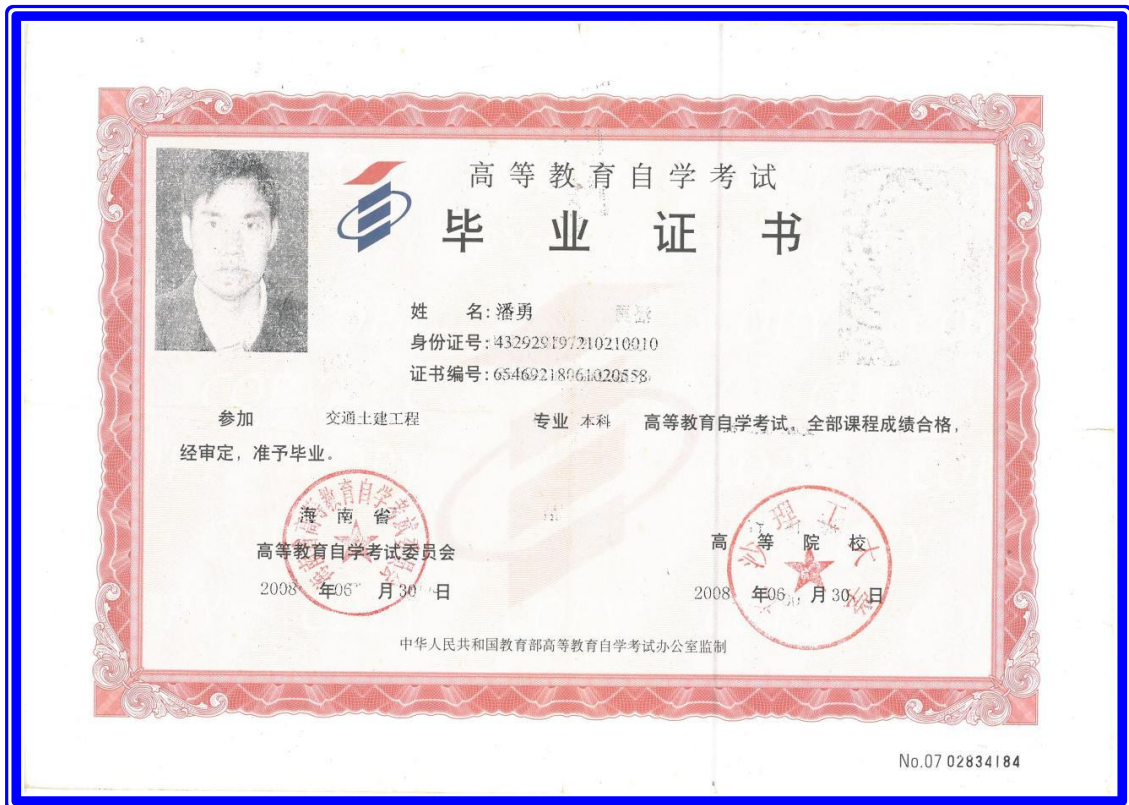 高等教育自学考试
毕业证书
姓 名:潘勇
身份证号:432929197210210010
证书编号:65469218061020558
参加 交通土建工程 专业 本科 高等教育自学考试,全部课程成绩合格,
经审定,准予毕业。
海南省
高等教育自学考试委员会
2008 年06 月30 日
高等院校
2008 年06 月30 日
中华人民共和国教育部高等教育自学考试办公室监制
No.07 02834184